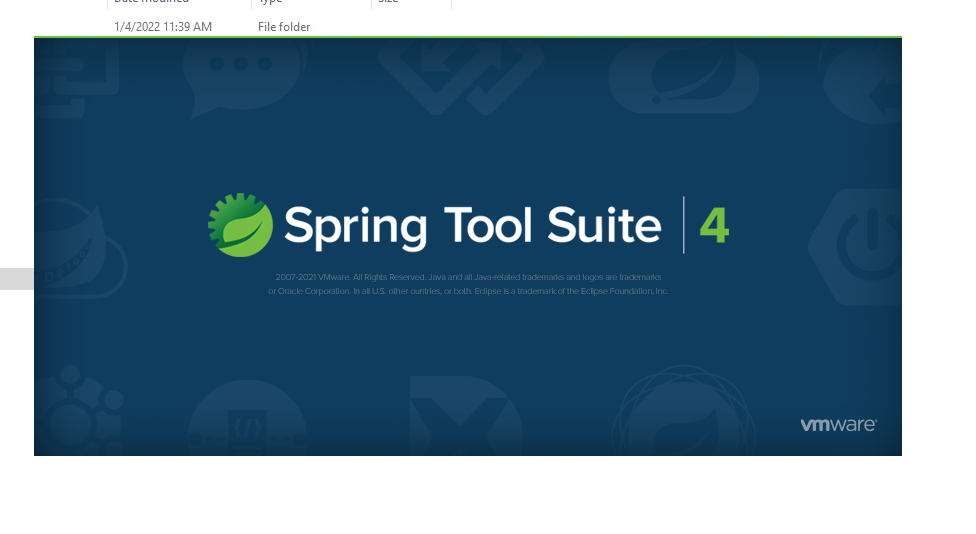 Date modified Type Size
1/4/2022 11:39 AM File folder
Spring Tool Suite 4
2007-2021 VMware. All Rights Reserved. Java and all Java-related trademarks and logos are trademarks
or Oracle Corporation. In all U.S. other ountries, or both. Eclipse is a trademark of the Eclipse Foundation, Inc.
vmware